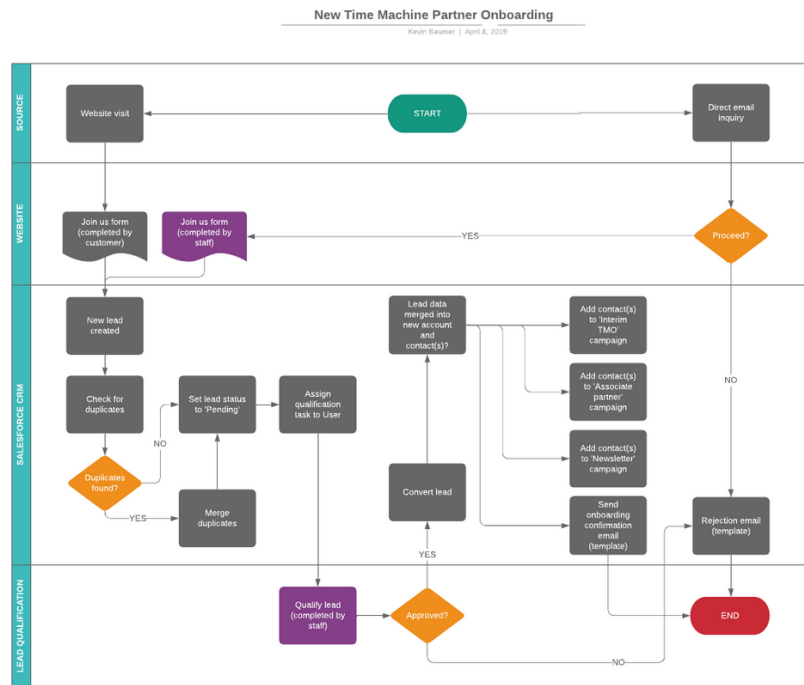 New Time Machine Partner Onboarding
Kevin Baumer | April 8, 2019
SOURCE
Website visit
START
Direct email
inquiry
WEBSITE
Join us form
(completed by
customer)
Join us form
(completed by
staff)
YES
Proceed?
SALESFORCE CRM
New lead
created
Lead data
merged into
new account
and
contact(s)?
Add contact(s)
to 'Interim
TMO'
campaign
Check for
duplicates
Set lead status
to 'Pending'
Assign
qualification
task to User
Add contact(s)
to 'Associate
partner'
campaign
NO
NO
Duplicates
found?
Add contact(s)
to 'Newsletter'
campaign
YES
Merge
duplicates
Convert lead
Send
onboarding
confirmation
email
(template)
Rejection email
(template)
YES
LEAD QUALIFICATION
Qualify lead
(completed by
staff)
Approved?
END
NO